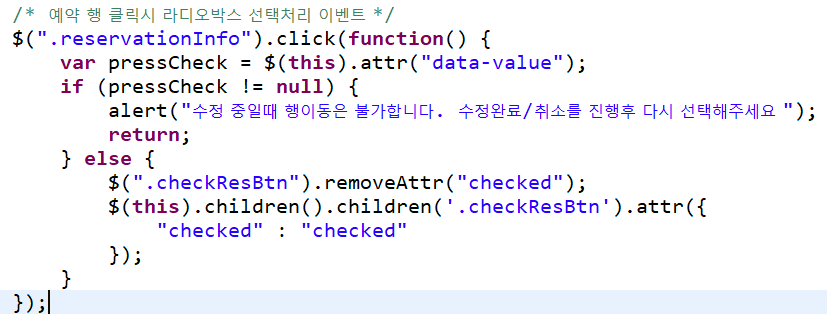 /* 예약 행 클릭시 라디오박스 선택처리 이벤트 */
$(".reservationInfo").click(function() {
    var pressCheck = $(this).attr("data-value");
    if (pressCheck != null) {
        alert("수정 중일때 행이동은 불가합니다. 수정완료/취소를 진행후 다시 선택해주세요 ");
        return;
    } else {
        $(".checkResBtn").removeAttr("checked");
        $(this).children().children('.checkResBtn').attr({
            "checked" : "checked"
        });
    }
});